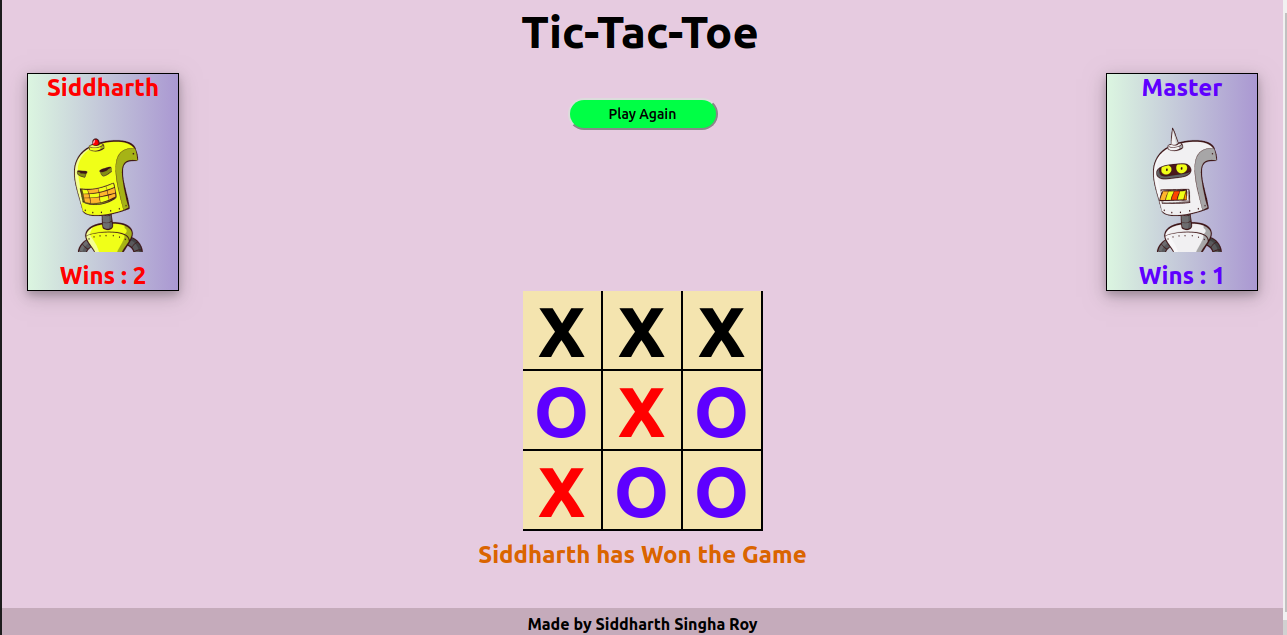 Tic-Tac-Toe
Siddharth
Master
Play Again
Wins : 2
Wins : 1
X X X
O X O
X O O
Siddharth has Won the Game
Made by Siddharth Singha Roy